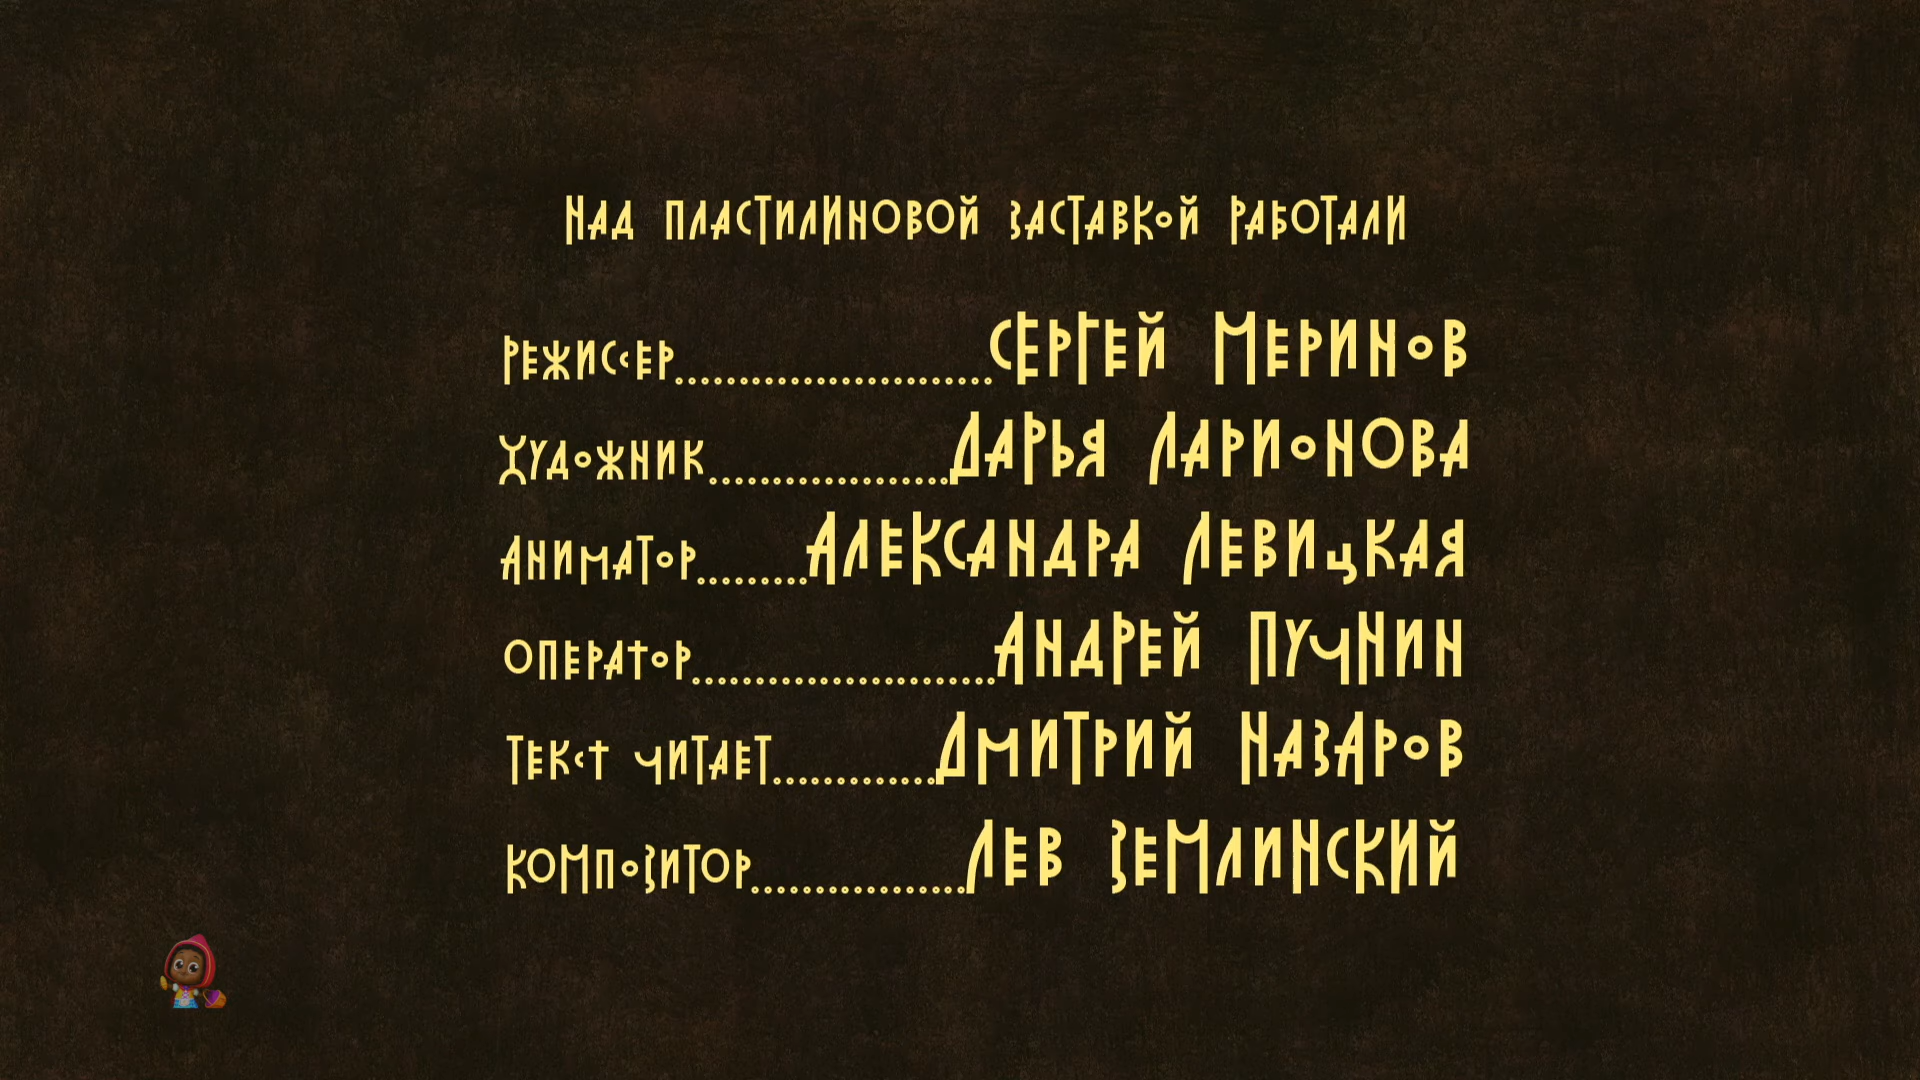 Над пластилиновой заставкой работали
режиссер.........................Сергей Меринов
художник...................Дарья Ларионова
Аниматор.........Александра Левицкая
оператор........................Андрей Пучнин
текст читает.............Дмитрий Назаров
композитор.................Лев Землинский